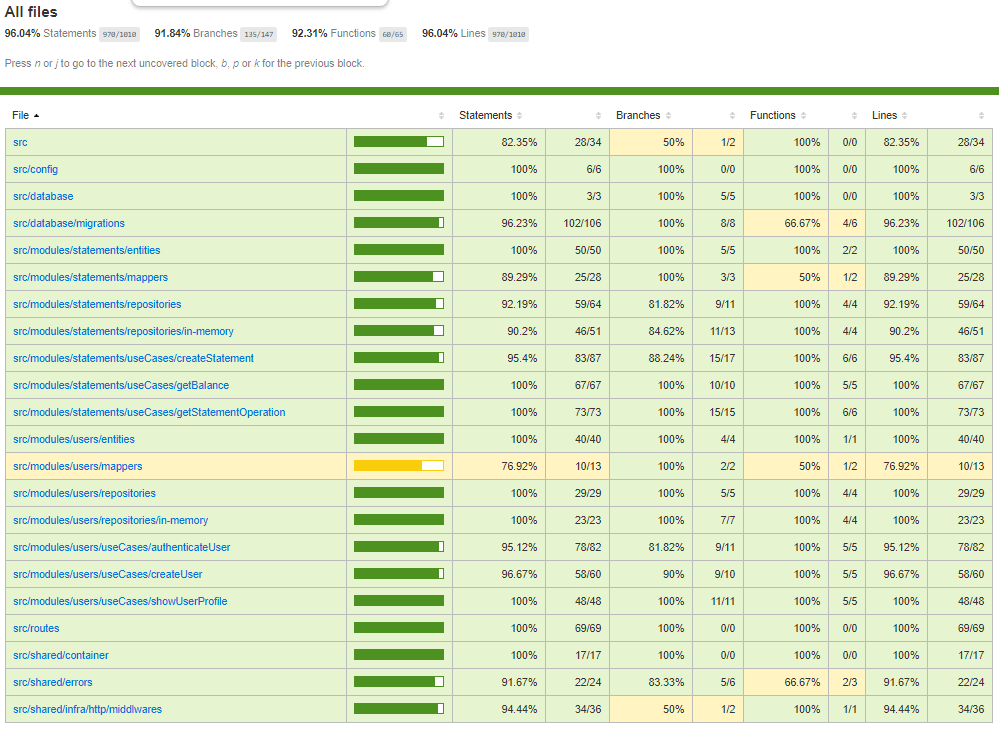 All files
96.04% Statements 970/1010 91.84% Branches 135/147 92.31% Functions 60/65 96.04% Lines 970/1010
Press n or j to go to the next uncovered block, b, p or k for the previous block.
File Statements Branches Functions Lines
src 82.35% 28/34 50% 1/2 100% 0/0 82.35% 28/34
src/config 100% 6/6 100% 0/0 100% 0/0 100% 6/6
src/database 100% 3/3 100% 5/5 100% 0/0 100% 3/3
src/database/migrations 96.23% 102/106 100% 8/8 66.67% 4/6 96.23% 102/106
src/modules/statements/entities 100% 50/50 100% 5/5 100% 2/2 100% 50/50
src/modules/statements/mappers 89.29% 25/28 100% 3/3 50% 1/2 89.29% 25/28
src/modules/statements/repositories 92.19% 59/64 81.82% 9/11 100% 4/4 92.19% 59/64
src/modules/statements/repositories/in-memory 90.2% 46/51 84.62% 11/13 100% 4/4 90.2% 46/51
src/modules/statements/useCases/createStatement 95.4% 83/87 88.24% 15/17 100% 6/6 95.4% 83/87
src/modules/statements/useCases/getBalance 100% 67/67 100% 10/10 100% 5/5 100% 67/67
src/modules/statements/useCases/getStatementOperation 100% 73/73 100% 15/15 100% 6/6 100% 73/73
src/modules/users/entities 100% 40/40 100% 4/4 100% 1/1 100% 40/40
src/modules/users/mappers 76.92% 10/13 100% 2/2 50% 1/2 76.92% 10/13
src/modules/users/repositories 100% 29/29 100% 5/5 100% 4/4 100% 29/29
src/modules/users/repositories/in-memory 100% 23/23 100% 7/7 100% 4/4 100% 23/23
src/modules/users/useCases/authenticateUser 95.12% 78/82 81.82% 9/11 100% 5/5 95.12% 78/82
src/modules/users/useCases/createUser 96.67% 58/60 90% 9/10 100% 5/5 96.67% 58/60
src/modules/users/useCases/showUserProfile 100% 48/48 100% 11/11 100% 5/5 100% 48/48
src/routes 100% 69/69 100% 0/0 100% 0/0 100% 69/69
src/shared/container 100% 17/17 100% 0/0 100% 0/0 100% 17/17
src/shared/errors 91.67% 22/24 83.33% 5/6 66.67% 2/3 91.67% 22/24
src/shared/infra/http/middlwares 94.44% 34/36 50% 1/2 100% 1/1 94.44% 34/36